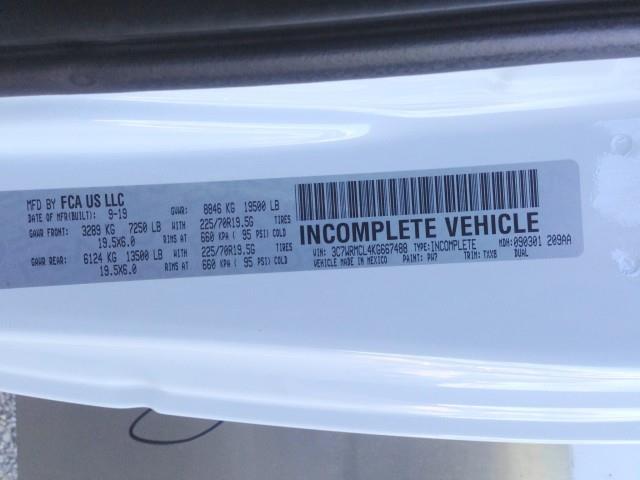 MFD BY FCA US LLC
DATE OF MFR(BUILT): 9-19 GVWR: 8846 KG 19500 LB
GAWR FRONT: 3289 KG 7250 LB WITH 225/70R19.5G TIRES
19.5X6.0 RIMS AT 660 KPA ( 95 PSI) COLD
GAWR REAR: 6124 KG 13500 LB WITH 225/70R19.5G TIRES
19.5X6.0 RIMS AT 660 KPA ( 95 PSI) COLD
INCOMPLETE VEHICLE
VIN: 3C7WRMCL4KG667488 TYPE: INCOMPLETE MDH: 090301 209AA
VEHICLE MADE IN MEXICO PAINT: PW7 TRIM: TXX8 DUAL